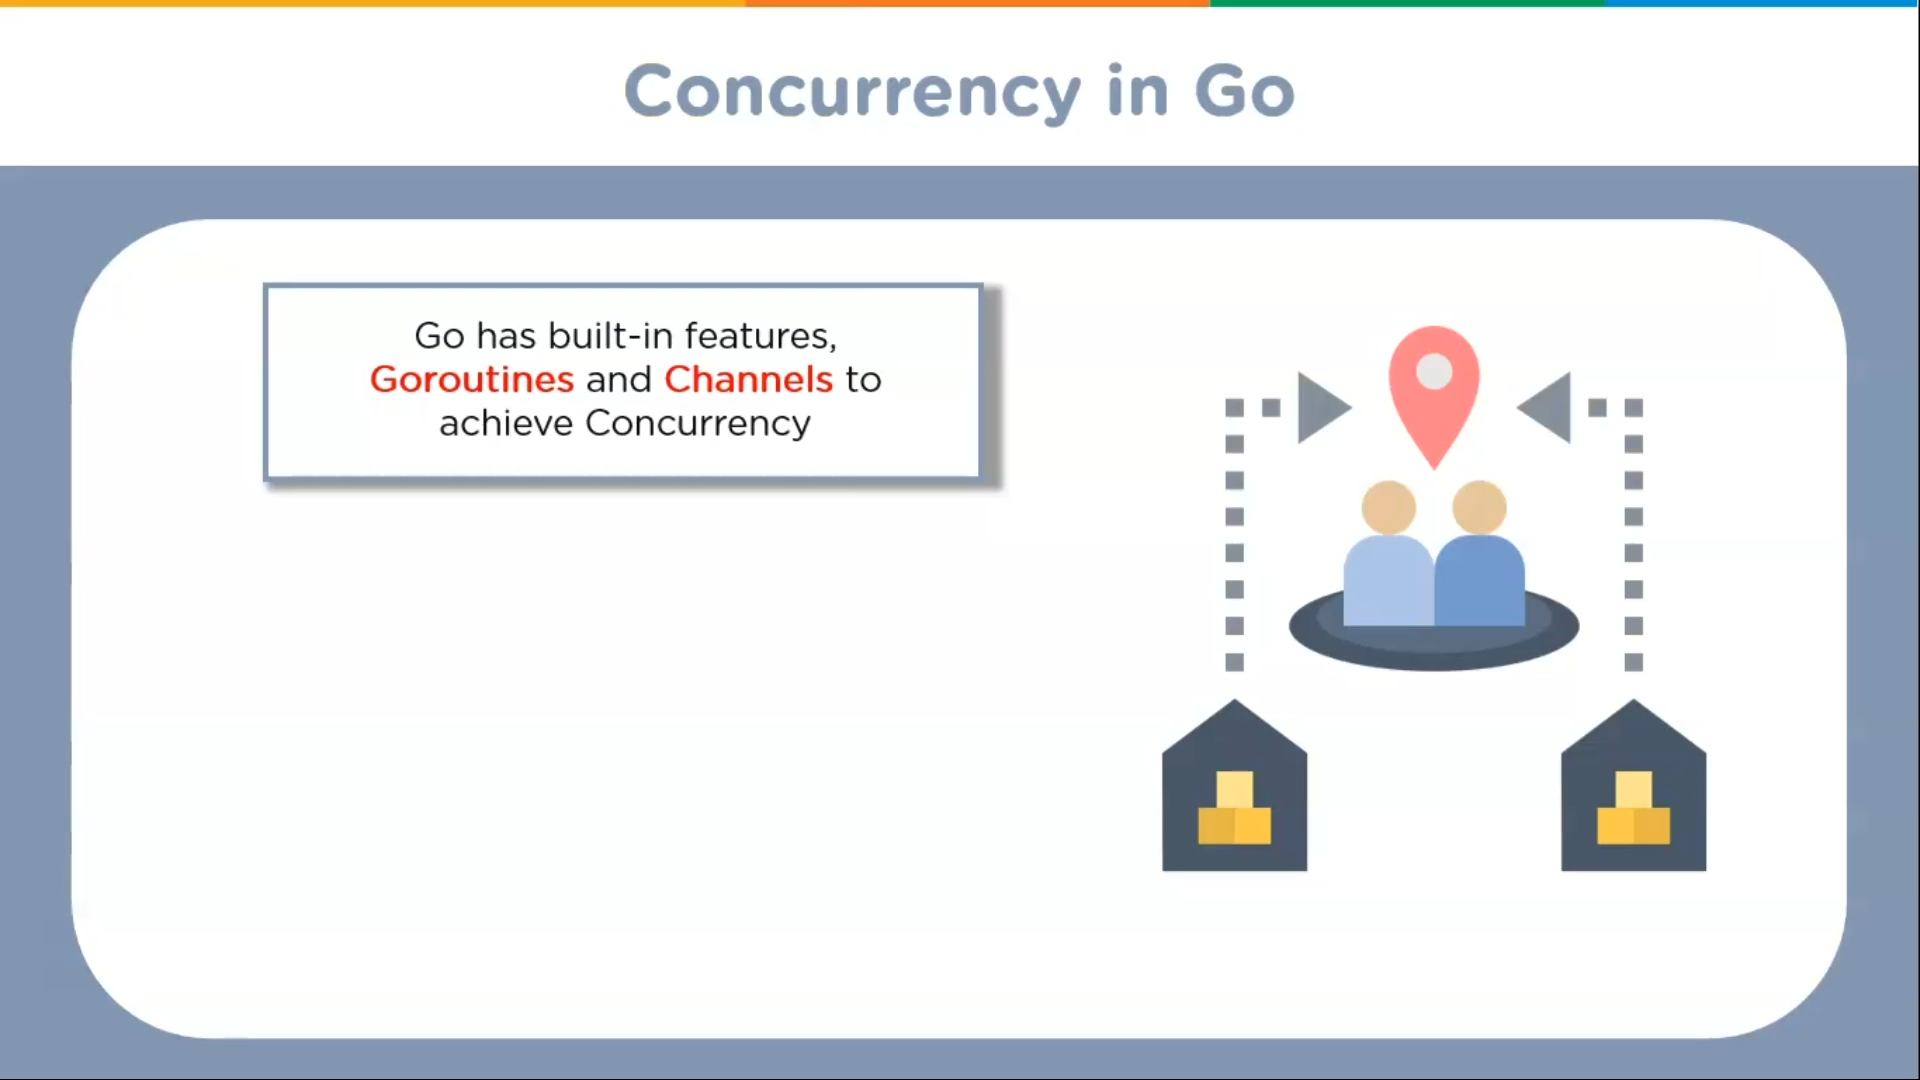 Concurrency in Go
Go has built-in features,
Goroutines and Channels to
achieve Concurrency